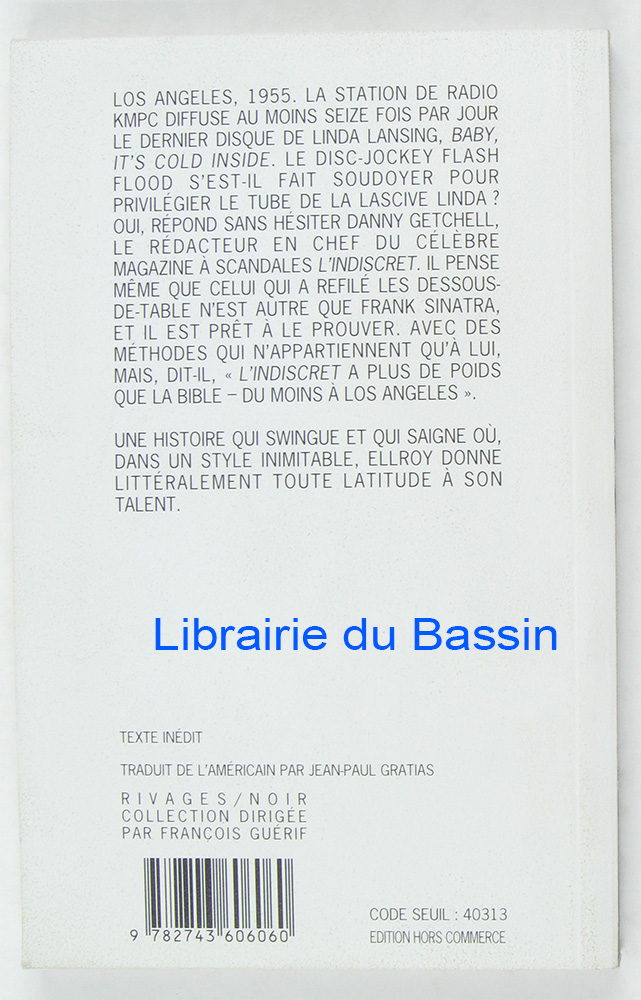 LOS ANGELES, 1955. LA STATION DE RADIO
KMPC DIFFUSE AU MOINS SEIZE FOIS PAR JOUR
LE DERNIER DISQUE DE LINDA LANSING, BABY,
IT'S COLD INSIDE. LE DISC-JOCKEY FLASH
FLOOD S'EST-IL FAIT SOUDOYER POUR
PRIVILÉGIER LE TUBE DE LA LASCIVE LINDA ?
OUI, RÉPOND SANS HÉSITER DANNY GETCHELL,
LE RÉDACTEUR EN CHEF DU CÉLÈBRE
MAGAZINE À SCANDALES L'INDISCRET. IL PENSE
MÊME QUE CELUI QUI A REFILÉ LES DESSOUS-
DE-TABLE N'EST AUTRE QUE FRANK SINATRA,
ET IL EST PRÊT À LE PROUVER. AVEC DES
MÉTHODES QUI N'APPARTIENNENT QU'À LUI,
MAIS, DIT-IL, « L'INDISCRET A PLUS DE POIDS
QUE LA BIBLE – DU MOINS À LOS ANGELES ».
UNE HISTOIRE QUI SWINGUE ET QUI SAIGNE OÙ,
DANS UN STYLE INIMITABLE, ELLROY DONNE
LITTÉRALEMENT TOUTE LATITUDE À SON
TALENT.
Librairie du Bassin
TEXTE INÉDIT
TRADUIT DE L'AMÉRICAIN PAR JEAN-PAUL GRATIAS
RIVAGES/NOIR
COLLECTION DIRIGÉE
PAR FRANÇOIS GUÉRIF
9 782743 606060
CODE SEUIL : 40313
EDITION HORS COMMERCE